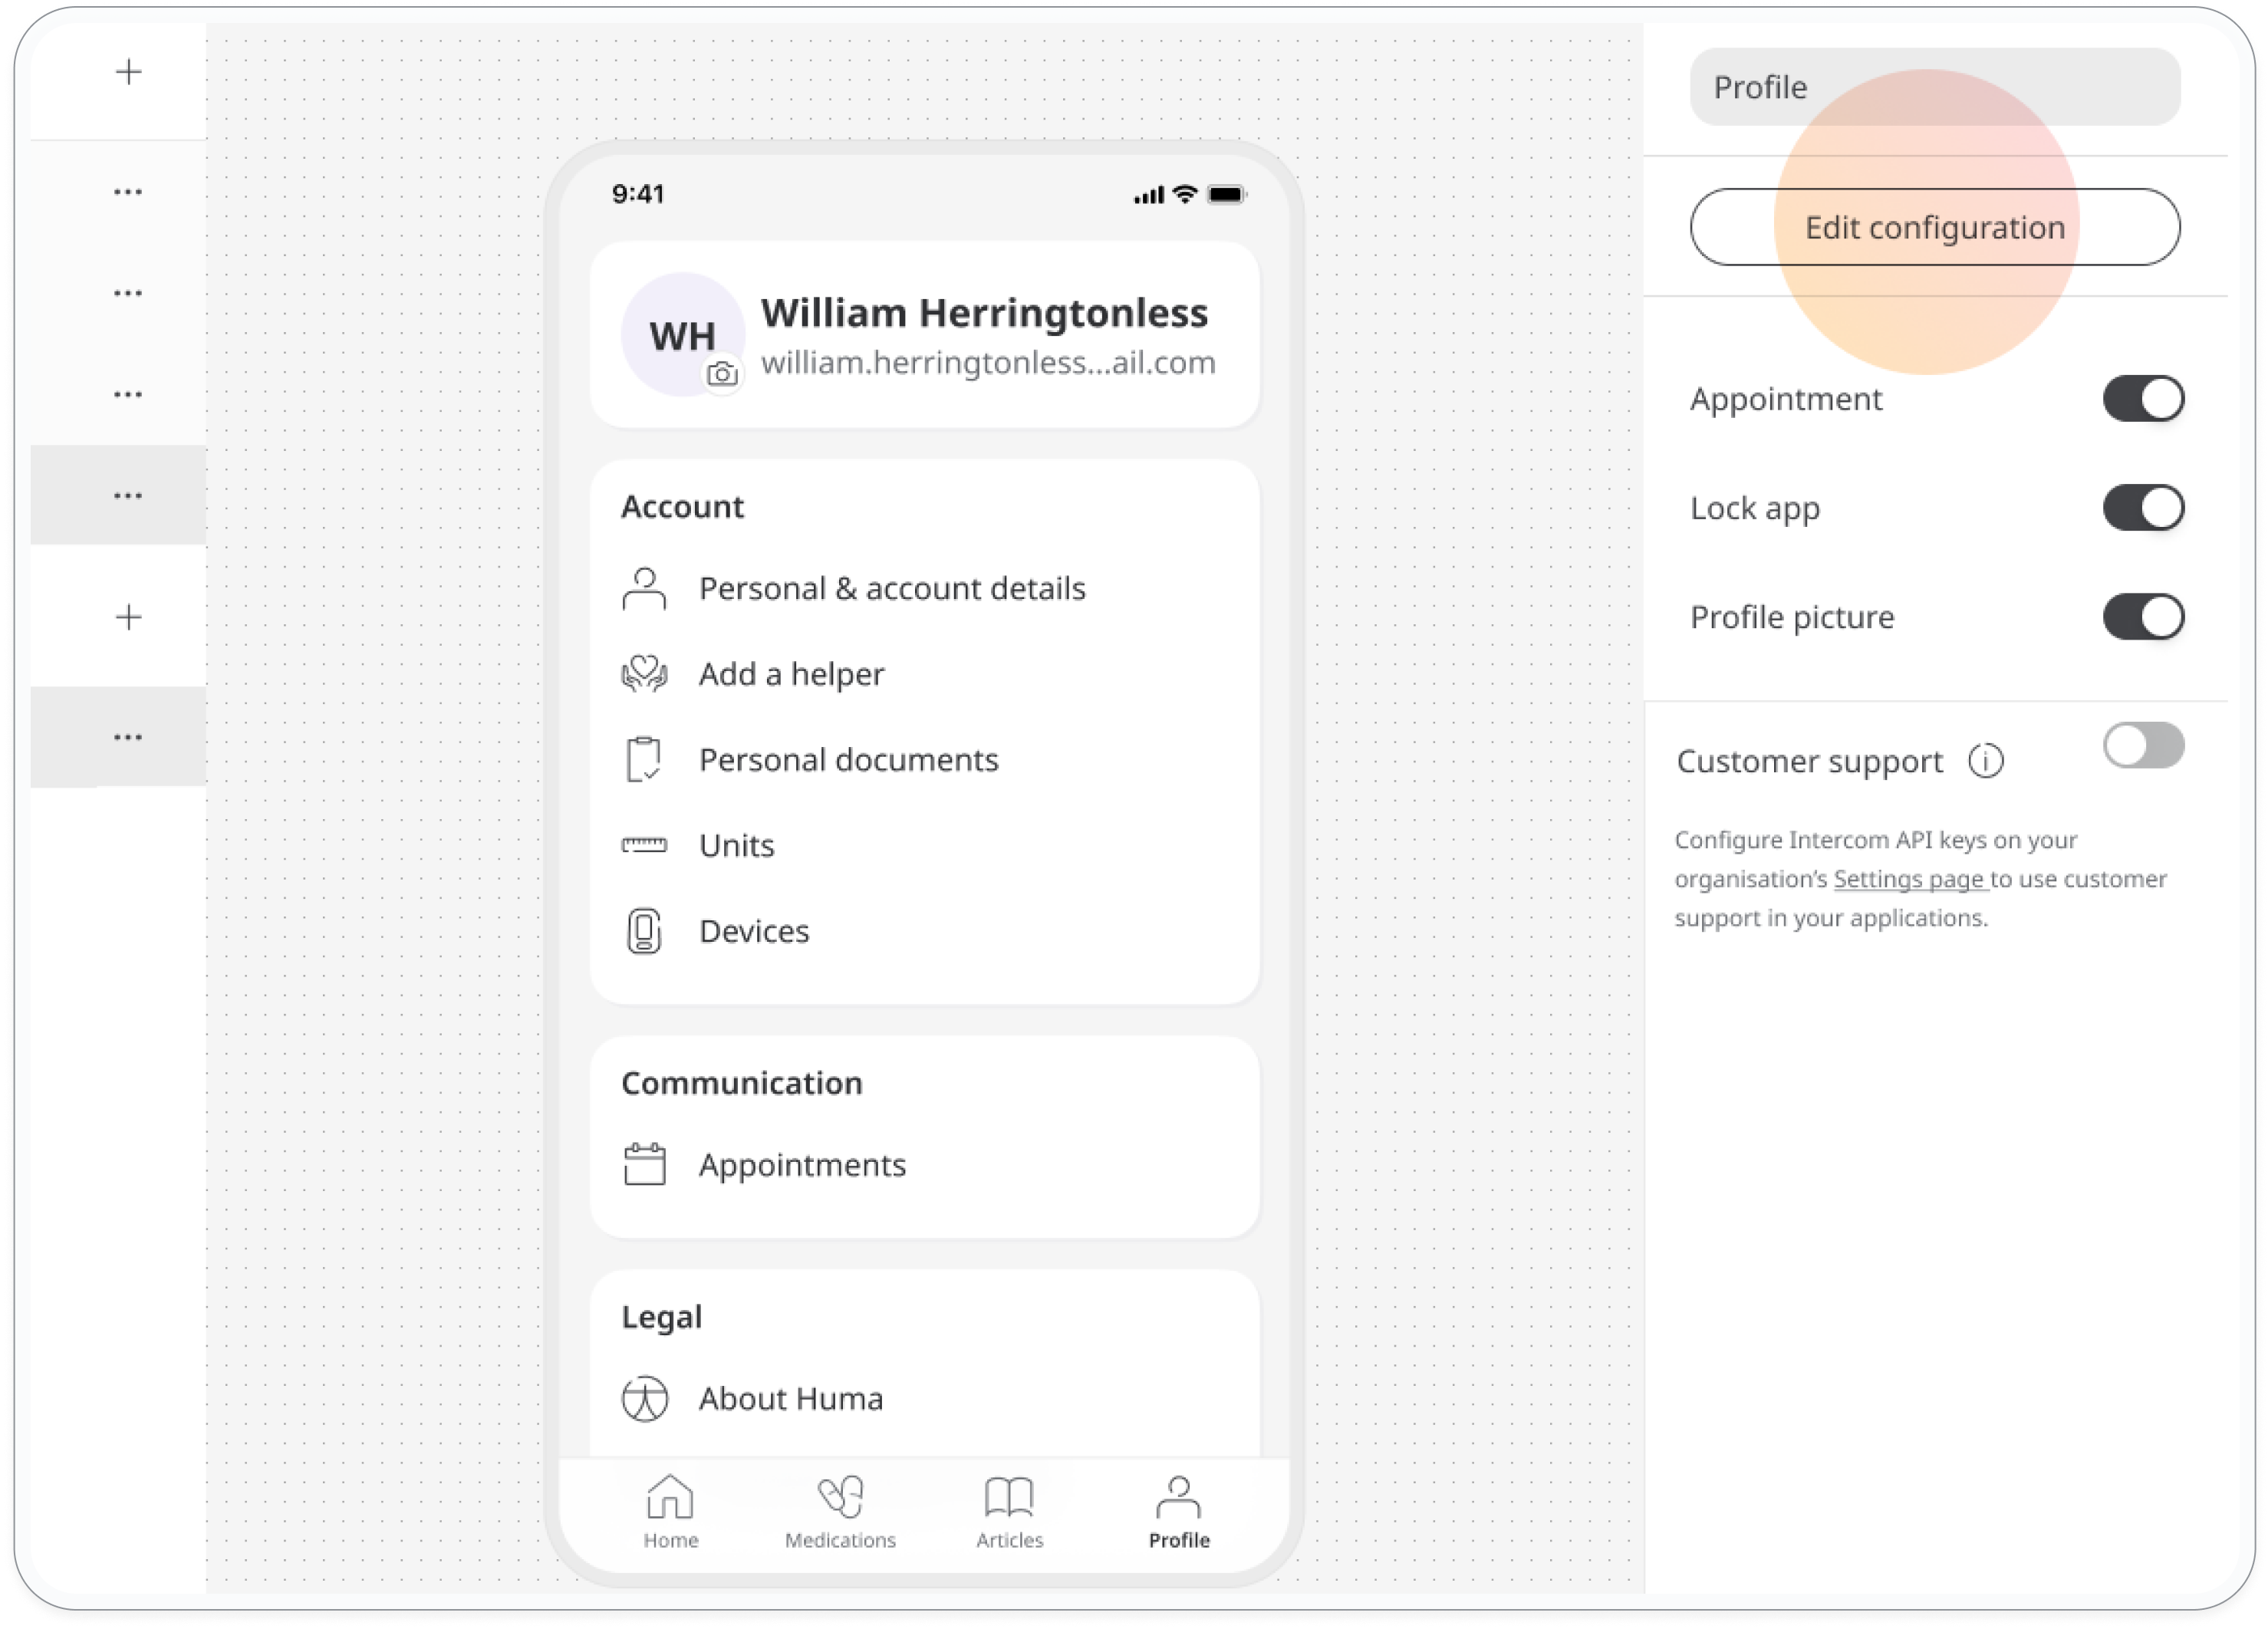 9:41
WH
William Herringtonless
william.herringtonless...ail.com
Account
Personal & account details
Add a helper
Personal documents
Units
Devices
Communication
Appointments
Legal
About Huma
Home
Medications
Articles
Profile
Profile
Edit configuration
Appointment
Lock app
Profile picture
Customer support
Configure Intercom API keys on your
organisation’s Settings page to use customer
support in your applications.